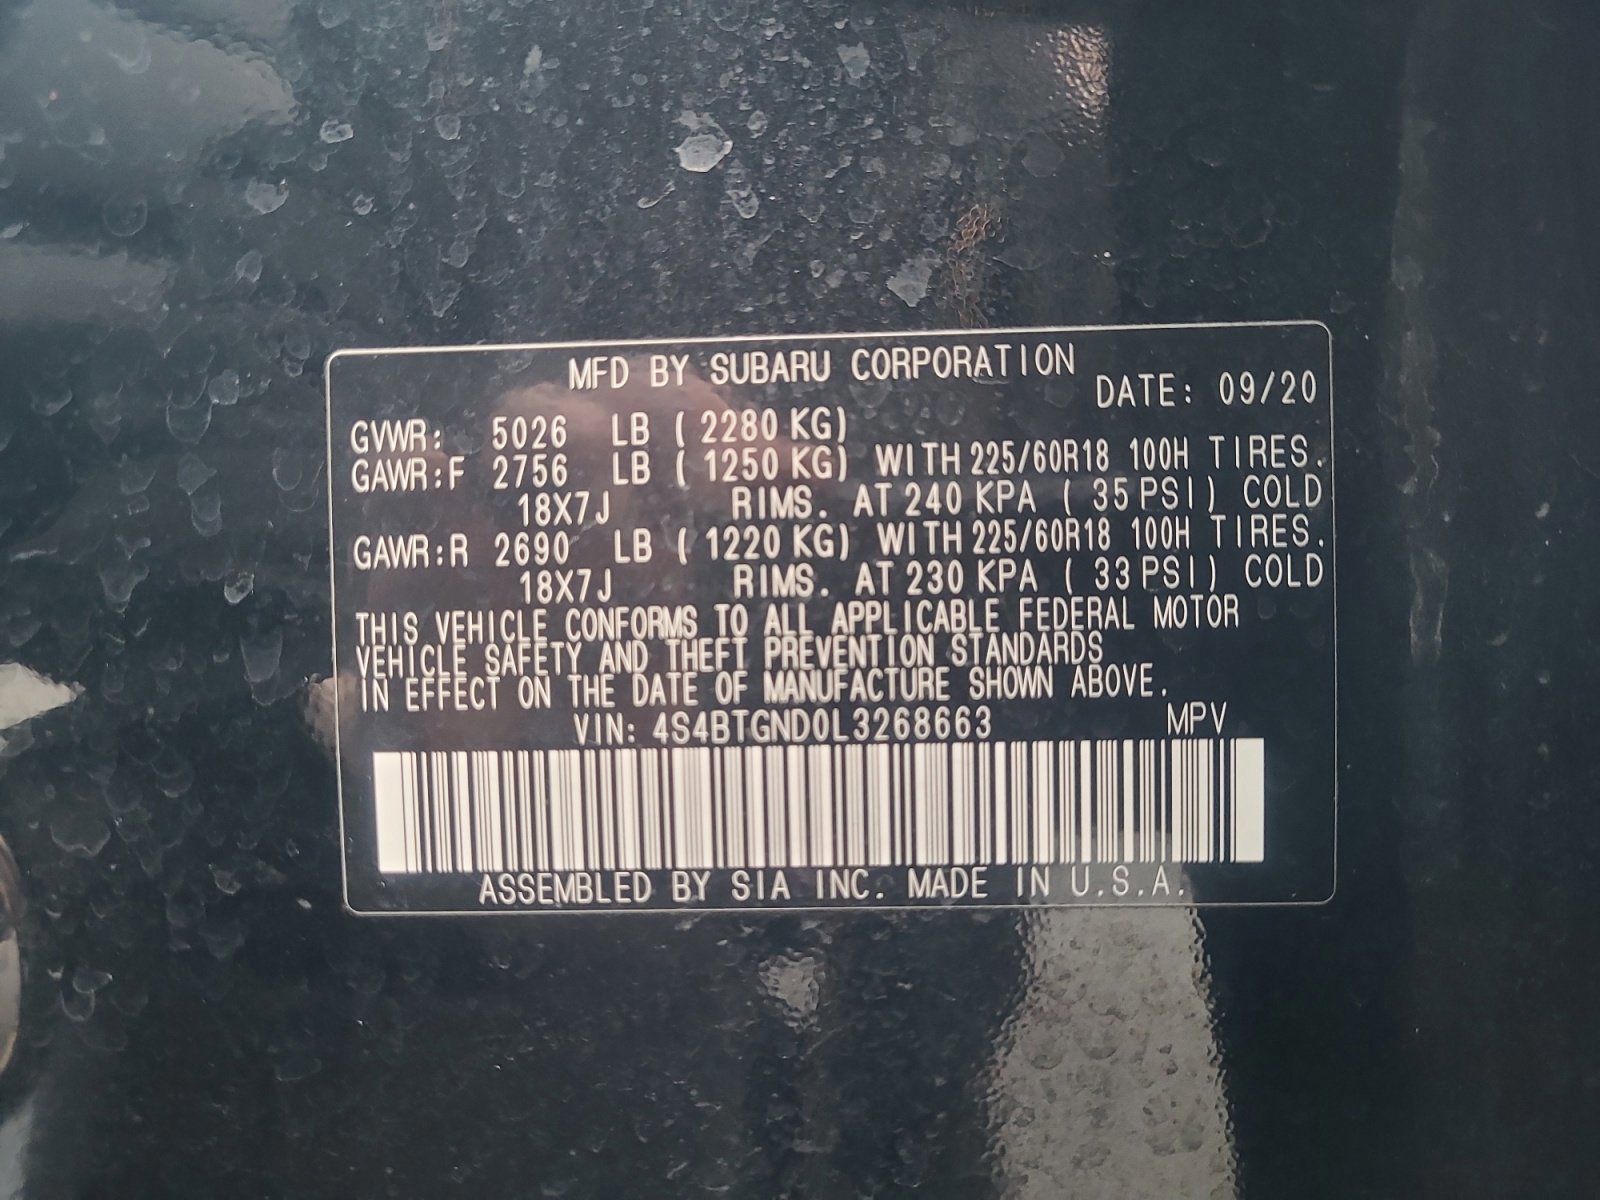 MFD BY SUBARU CORPORATION
DATE: 09/20
GVWR: 5026 LB ( 2280 KG)
GAWR:F 2756 LB ( 1250 KG) WITH 225/60R18 100H TIRES.
18X7J RIMS. AT 240 KPA ( 35 PSI) COLD
GAWR:R 2690 LB ( 1220 KG) WITH 225/60R18 100H TIRES.
18X7J RIMS. AT 230 KPA ( 33 PSI) COLD
THIS VEHICLE CONFORMS TO ALL APPLICABLE FEDERAL MOTOR
VEHICLE SAFETY AND THEFT PREVENTION STANDARDS
IN EFFECT ON THE DATE OF MANUFACTURE SHOWN ABOVE.
VIN: 4S4BTGND0L3268663 MPV
ASSEMBLED BY SIA INC. MADE IN U.S.A.